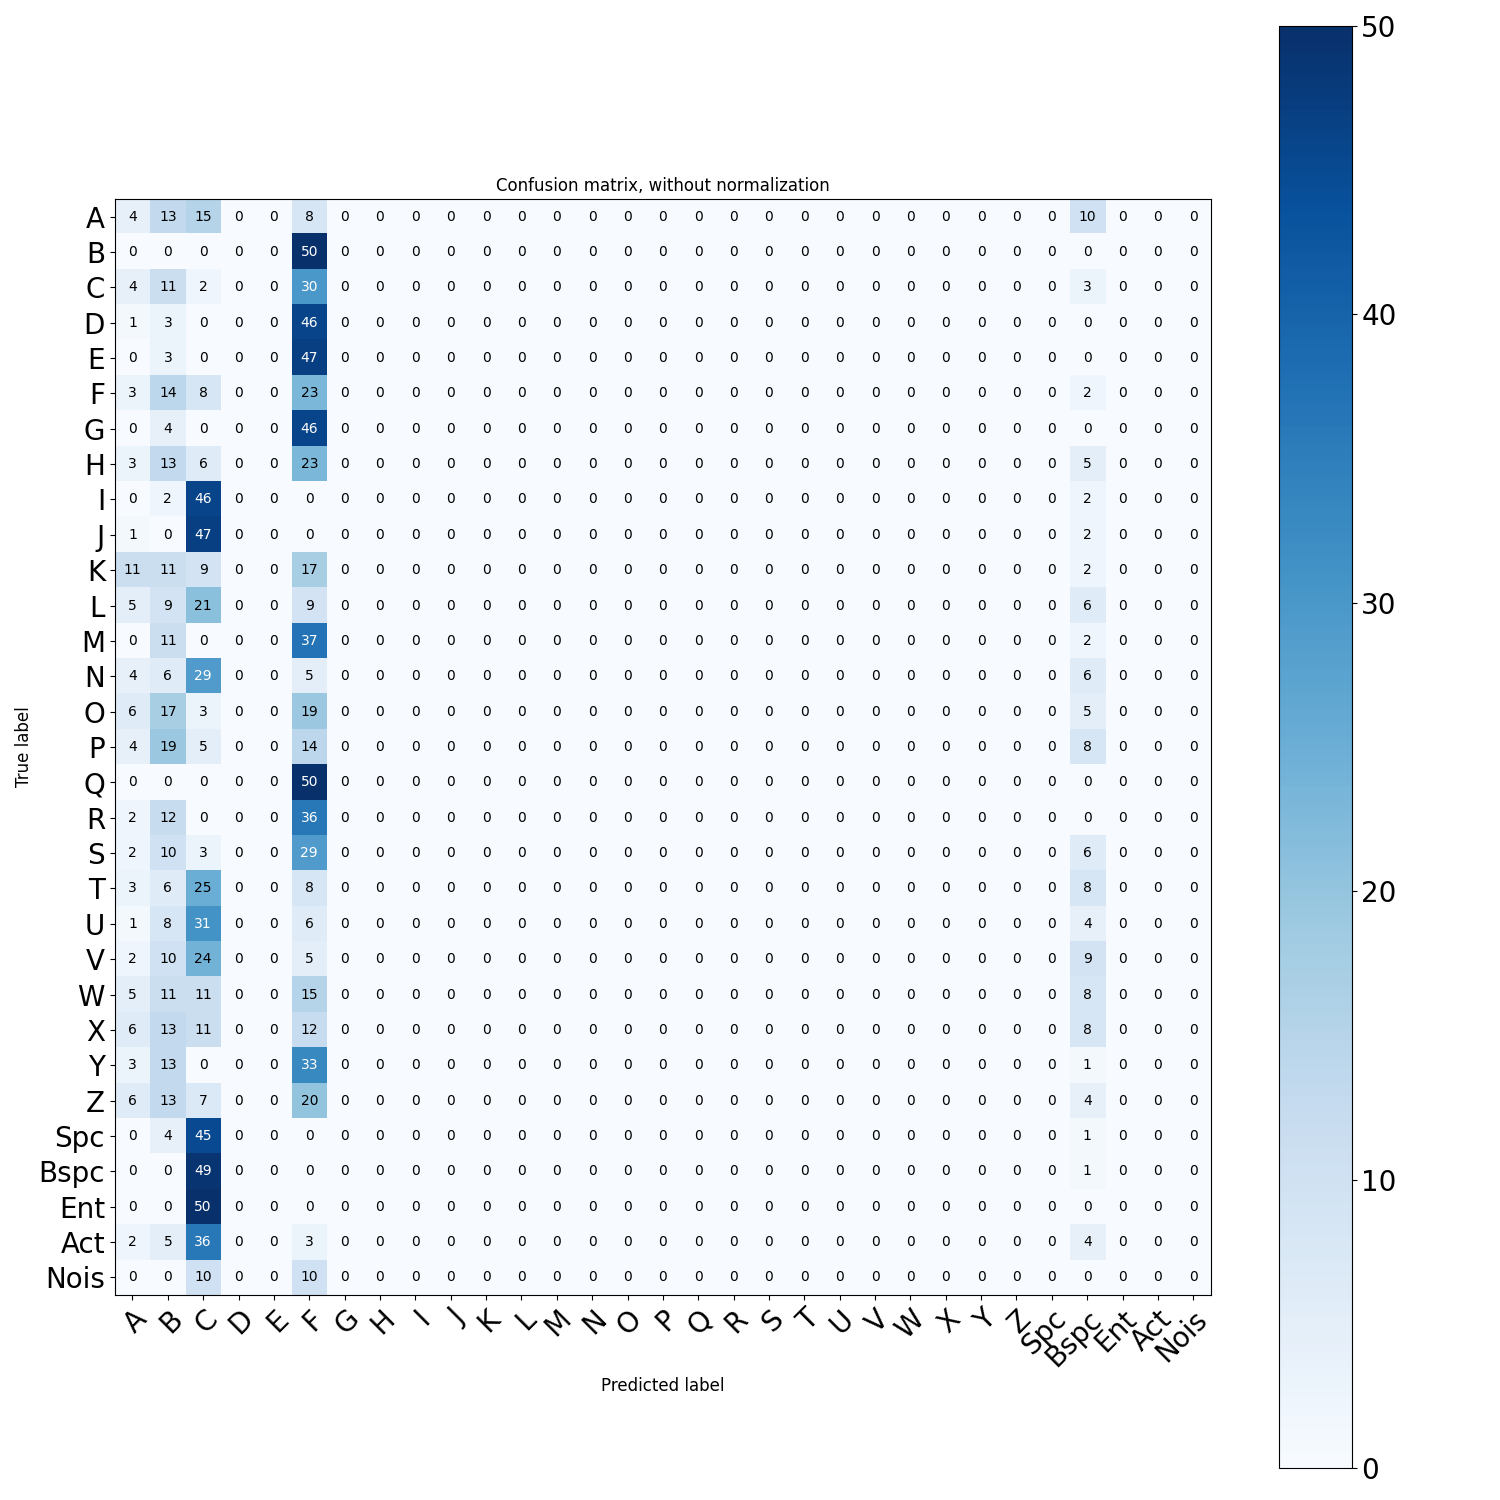 Confusion matrix, without normalization
A 4 13 15 0 0 8 0 0 0 0 0 0 0 0 0 0 0 0 0 0 0 0 0 0 0 0 0 10 0 0 0
B 0 0 0 0 0 50 0 0 0 0 0 0 0 0 0 0 0 0 0 0 0 0 0 0 0 0 0 0 0 0 0
C 4 11 2 0 0 30 0 0 0 0 0 0 0 0 0 0 0 0 0 0 0 0 0 0 0 0 0 3 0 0 0
D 1 3 0 0 0 46 0 0 0 0 0 0 0 0 0 0 0 0 0 0 0 0 0 0 0 0 0 0 0 0 0
E 0 3 0 0 0 47 0 0 0 0 0 0 0 0 0 0 0 0 0 0 0 0 0 0 0 0 0 0 0 0 0
F 3 14 8 0 0 23 0 0 0 0 0 0 0 0 0 0 0 0 0 0 0 0 0 0 0 0 0 2 0 0 0
G 0 4 0 0 0 46 0 0 0 0 0 0 0 0 0 0 0 0 0 0 0 0 0 0 0 0 0 0 0 0 0
H 3 13 6 0 0 23 0 0 0 0 0 0 0 0 0 0 0 0 0 0 0 0 0 0 0 0 0 5 0 0 0
I 0 2 46 0 0 0 0 0 0 0 0 0 0 0 0 0 0 0 0 0 0 0 0 0 0 0 0 2 0 0 0
J 1 0 47 0 0 0 0 0 0 0 0 0 0 0 0 0 0 0 0 0 0 0 0 0 0 0 0 2 0 0 0
K 11 11 9 0 0 17 0 0 0 0 0 0 0 0 0 0 0 0 0 0 0 0 0 0 0 0 0 2 0 0 0
L 5 9 21 0 0 9 0 0 0 0 0 0 0 0 0 0 0 0 0 0 0 0 0 0 0 0 0 6 0 0 0
M 0 11 0 0 0 37 0 0 0 0 0 0 0 0 0 0 0 0 0 0 0 0 0 0 0 0 0 2 0 0 0
N 4 6 29 0 0 5 0 0 0 0 0 0 0 0 0 0 0 0 0 0 0 0 0 0 0 0 0 6 0 0 0
O 6 17 3 0 0 19 0 0 0 0 0 0 0 0 0 0 0 0 0 0 0 0 0 0 0 0 0 5 0 0 0
P 4 19 5 0 0 14 0 0 0 0 0 0 0 0 0 0 0 0 0 0 0 0 0 0 0 0 0 8 0 0 0
Q 0 0 0 0 0 50 0 0 0 0 0 0 0 0 0 0 0 0 0 0 0 0 0 0 0 0 0 0 0 0 0
R 2 12 0 0 0 36 0 0 0 0 0 0 0 0 0 0 0 0 0 0 0 0 0 0 0 0 0 0 0 0 0
S 2 10 3 0 0 29 0 0 0 0 0 0 0 0 0 0 0 0 0 0 0 0 0 0 0 0 0 6 0 0 0
T 3 6 25 0 0 8 0 0 0 0 0 0 0 0 0 0 0 0 0 0 0 0 0 0 0 0 0 8 0 0 0
U 1 8 31 0 0 6 0 0 0 0 0 0 0 0 0 0 0 0 0 0 0 0 0 0 0 0 0 4 0 0 0
V 2 10 24 0 0 5 0 0 0 0 0 0 0 0 0 0 0 0 0 0 0 0 0 0 0 0 0 9 0 0 0
W 5 11 11 0 0 15 0 0 0 0 0 0 0 0 0 0 0 0 0 0 0 0 0 0 0 0 0 8 0 0 0
X 6 13 11 0 0 12 0 0 0 0 0 0 0 0 0 0 0 0 0 0 0 0 0 0 0 0 0 8 0 0 0
Y 3 13 0 0 0 33 0 0 0 0 0 0 0 0 0 0 0 0 0 0 0 0 0 0 0 0 0 1 0 0 0
Z 6 13 7 0 0 20 0 0 0 0 0 0 0 0 0 0 0 0 0 0 0 0 0 0 0 0 0 4 0 0 0
Spc 0 4 45 0 0 0 0 0 0 0 0 0 0 0 0 0 0 0 0 0 0 0 0 0 0 0 0 1 0 0 0
Bspc 0 0 49 0 0 0 0 0 0 0 0 0 0 0 0 0 0 0 0 0 0 0 0 0 0 0 0 1 0 0 0
Ent 0 0 50 0 0 0 0 0 0 0 0 0 0 0 0 0 0 0 0 0 0 0 0 0 0 0 0 0 0 0 0
Act 2 5 36 0 0 3 0 0 0 0 0 0 0 0 0 0 0 0 0 0 0 0 0 0 0 0 0 4 0 0 0
Nois 0 0 10 0 0 10 0 0 0 0 0 0 0 0 0 0 0 0 0 0 0 0 0 0 0 0 0 0 0 0 0
A B C D E F G H I J K L M N O P Q R S T U V W X Y Z Spc Bspc Ent Act Nois
Predicted label
True label
50
40
30
20
10
0